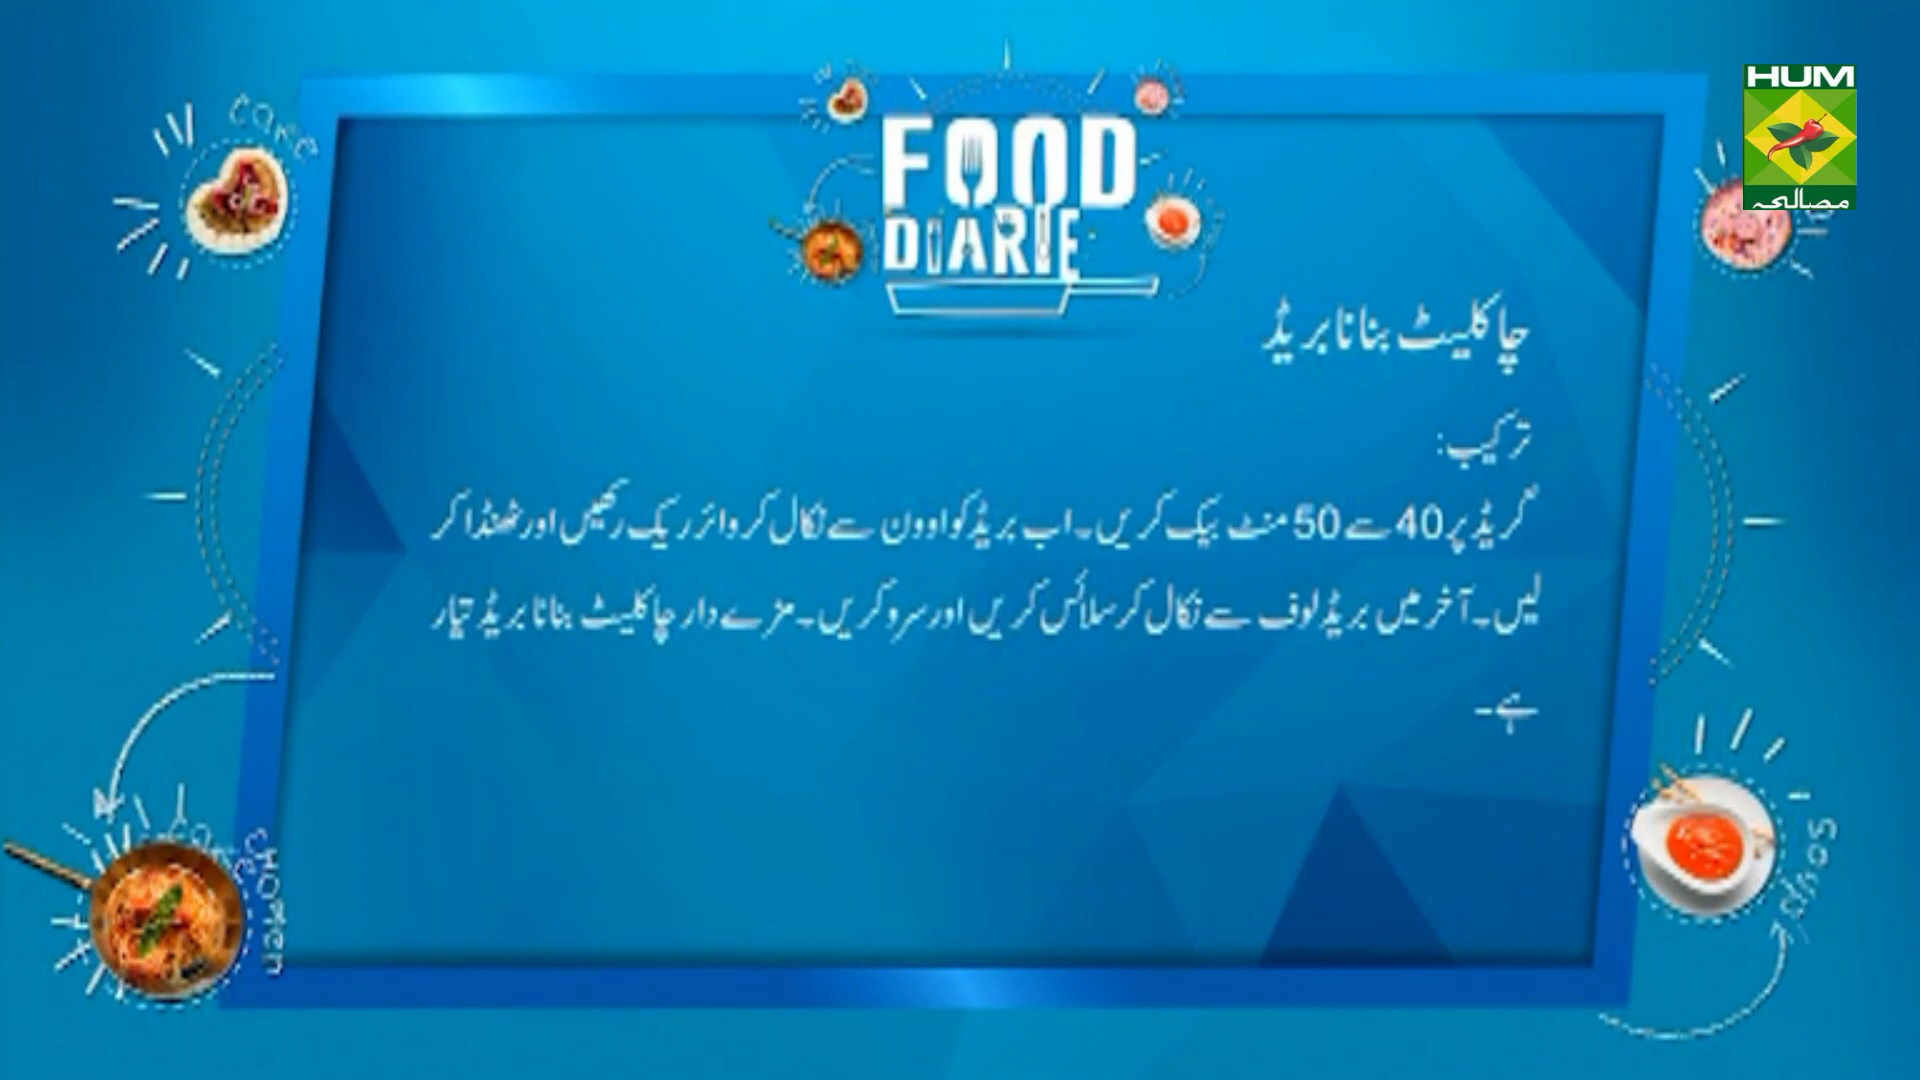 HUM
مصالحہ
FOOD
DIARIE
چاکلیٹ بنانا بریڈ
ترکیب:
گریڈ پر 40 سے 50 منٹ بیک کریں۔ اب بریڈ کو اوون سے نکال کر وائر ریک رکھیں اور ٹھنڈا کر
لیں۔ آخر میں بریڈ لوف سے نکال کر سلائس کریں اور سرو کریں۔ مزے دار چاکلیٹ بنانا بریڈ تیار
ہے۔
cake
Soup